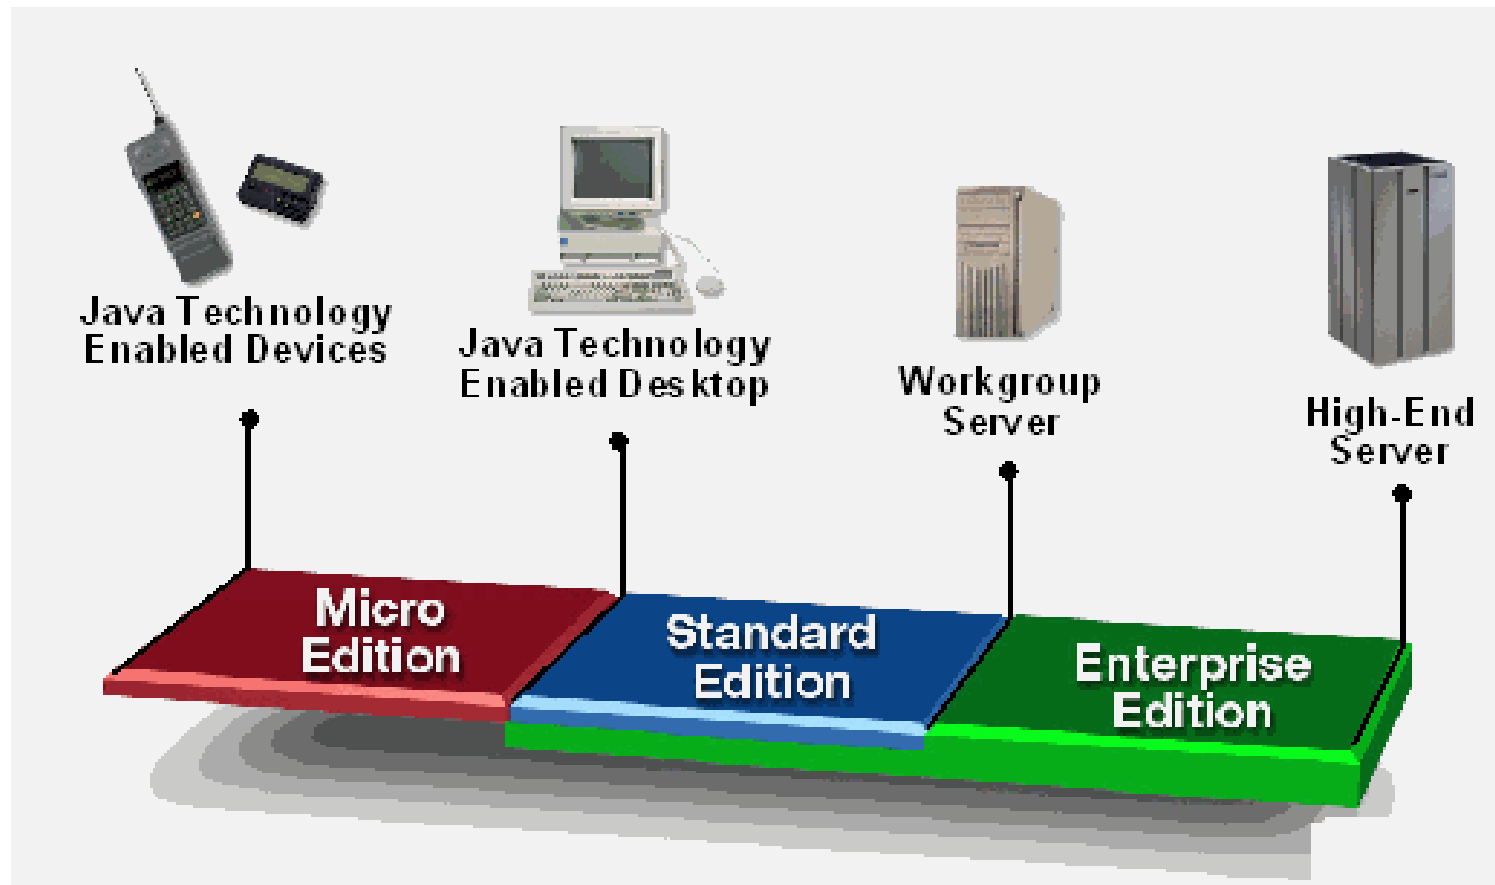 Java Technology
Enabled Devices
Java Technology
Enabled Desktop
Workgroup
Server
High-End
Server
Micro
Edition
Standard
Edition
Enterprise
Edition